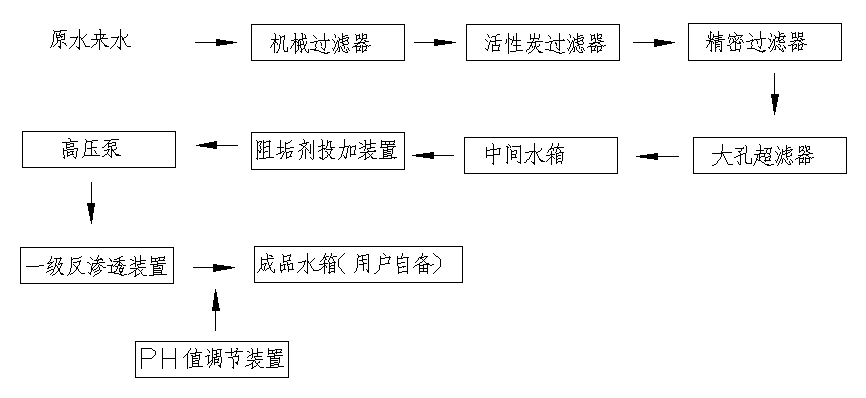 原水来水
机械过滤器
活性炭过滤器
精密过滤器
大孔超滤器
中间水箱
阻垢剂投加装置
高压泵
一级反渗透装置
成品水箱(用户自备)
PH值调节装置